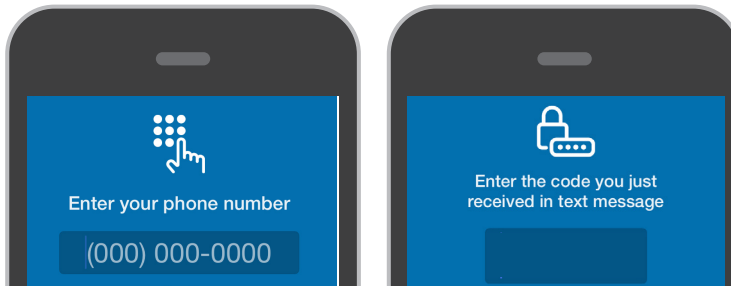 Enter your phone number
(000) 000-0000
Enter the code you just
received in text message